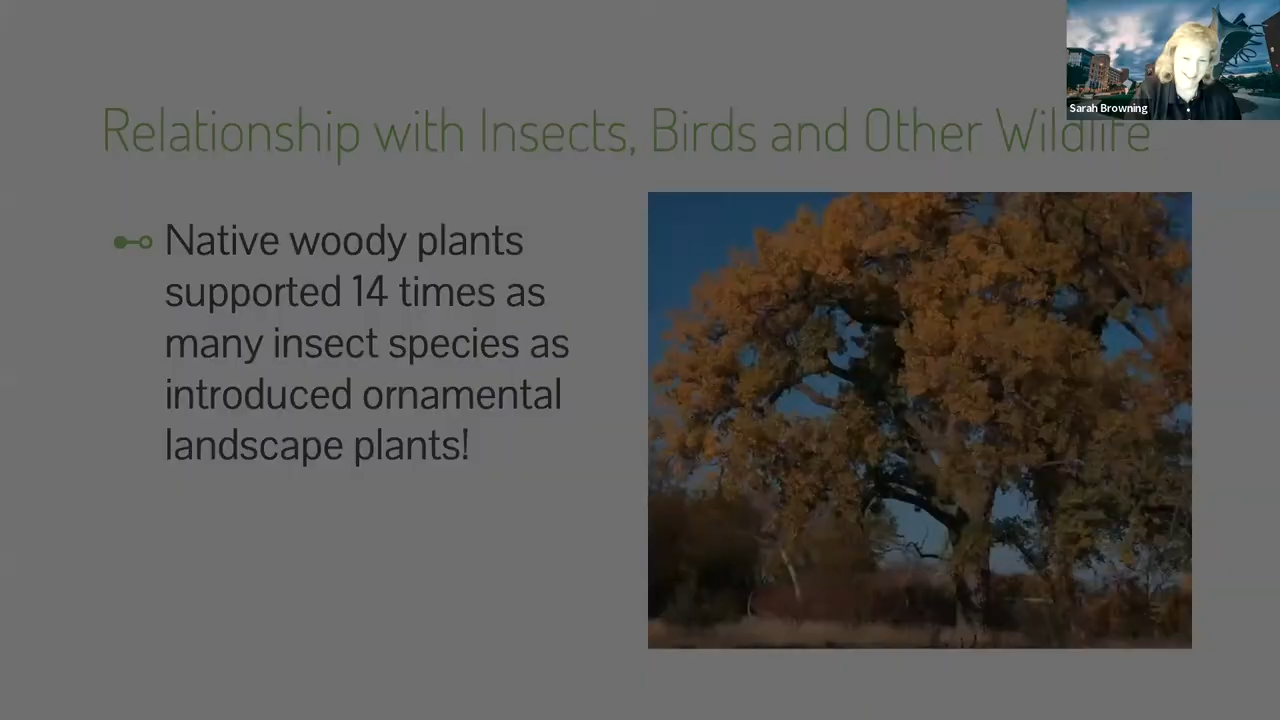 Sarah Browning
Relationship with Insects, Birds and Other Wildlife
Native woody plants
supported 14 times as
many insect species as
introduced ornamental
landscape plants!